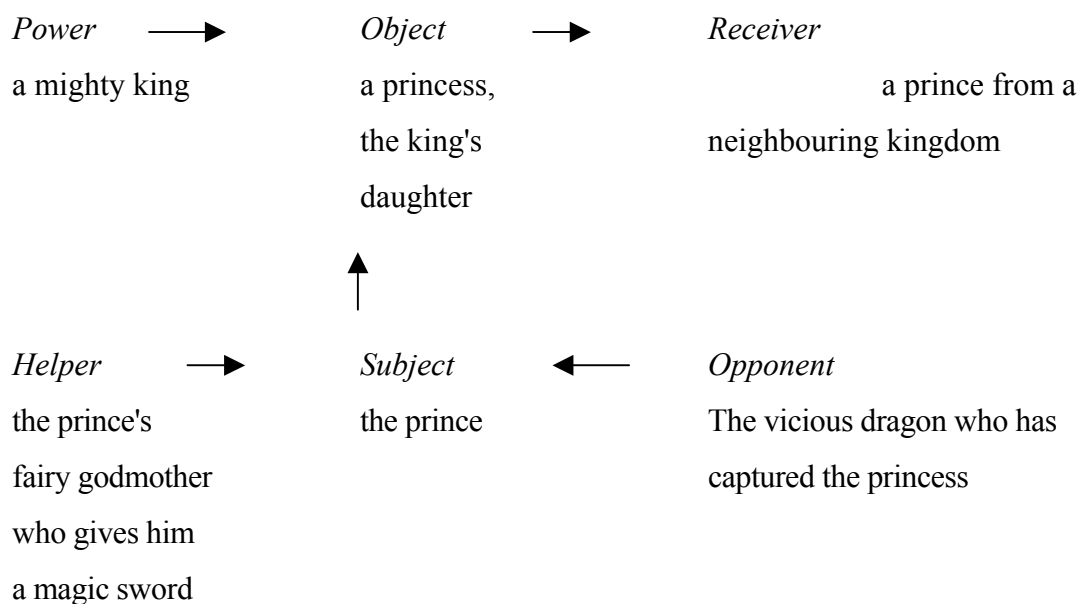 Power Object Receiver
a mighty king a princess, a prince from a
the king's neighbouring kingdom
daughter
Helper Subject Opponent
the prince's the prince The vicious dragon who has
fairy godmother captured the princess
who gives him
a magic sword